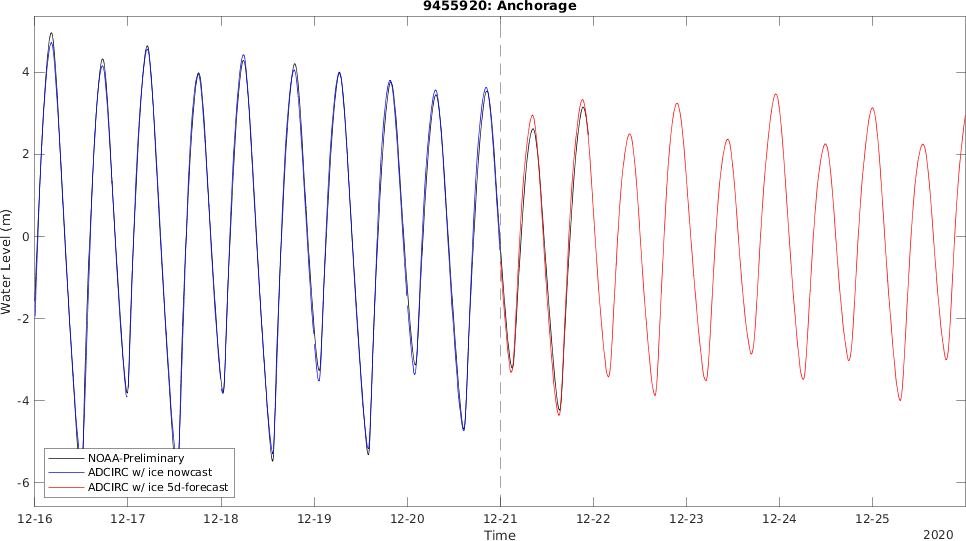 9455920: Anchorage
Water Level (m)
4
2
0
-2
-4
-6
NOAA-Preliminary
ADCIRC w/ ice nowcast
ADCIRC w/ ice 5d-forecast
12-16 12-17 12-18 12-19 12-20 12-21 12-22 12-23 12-24 12-25
Time
2020